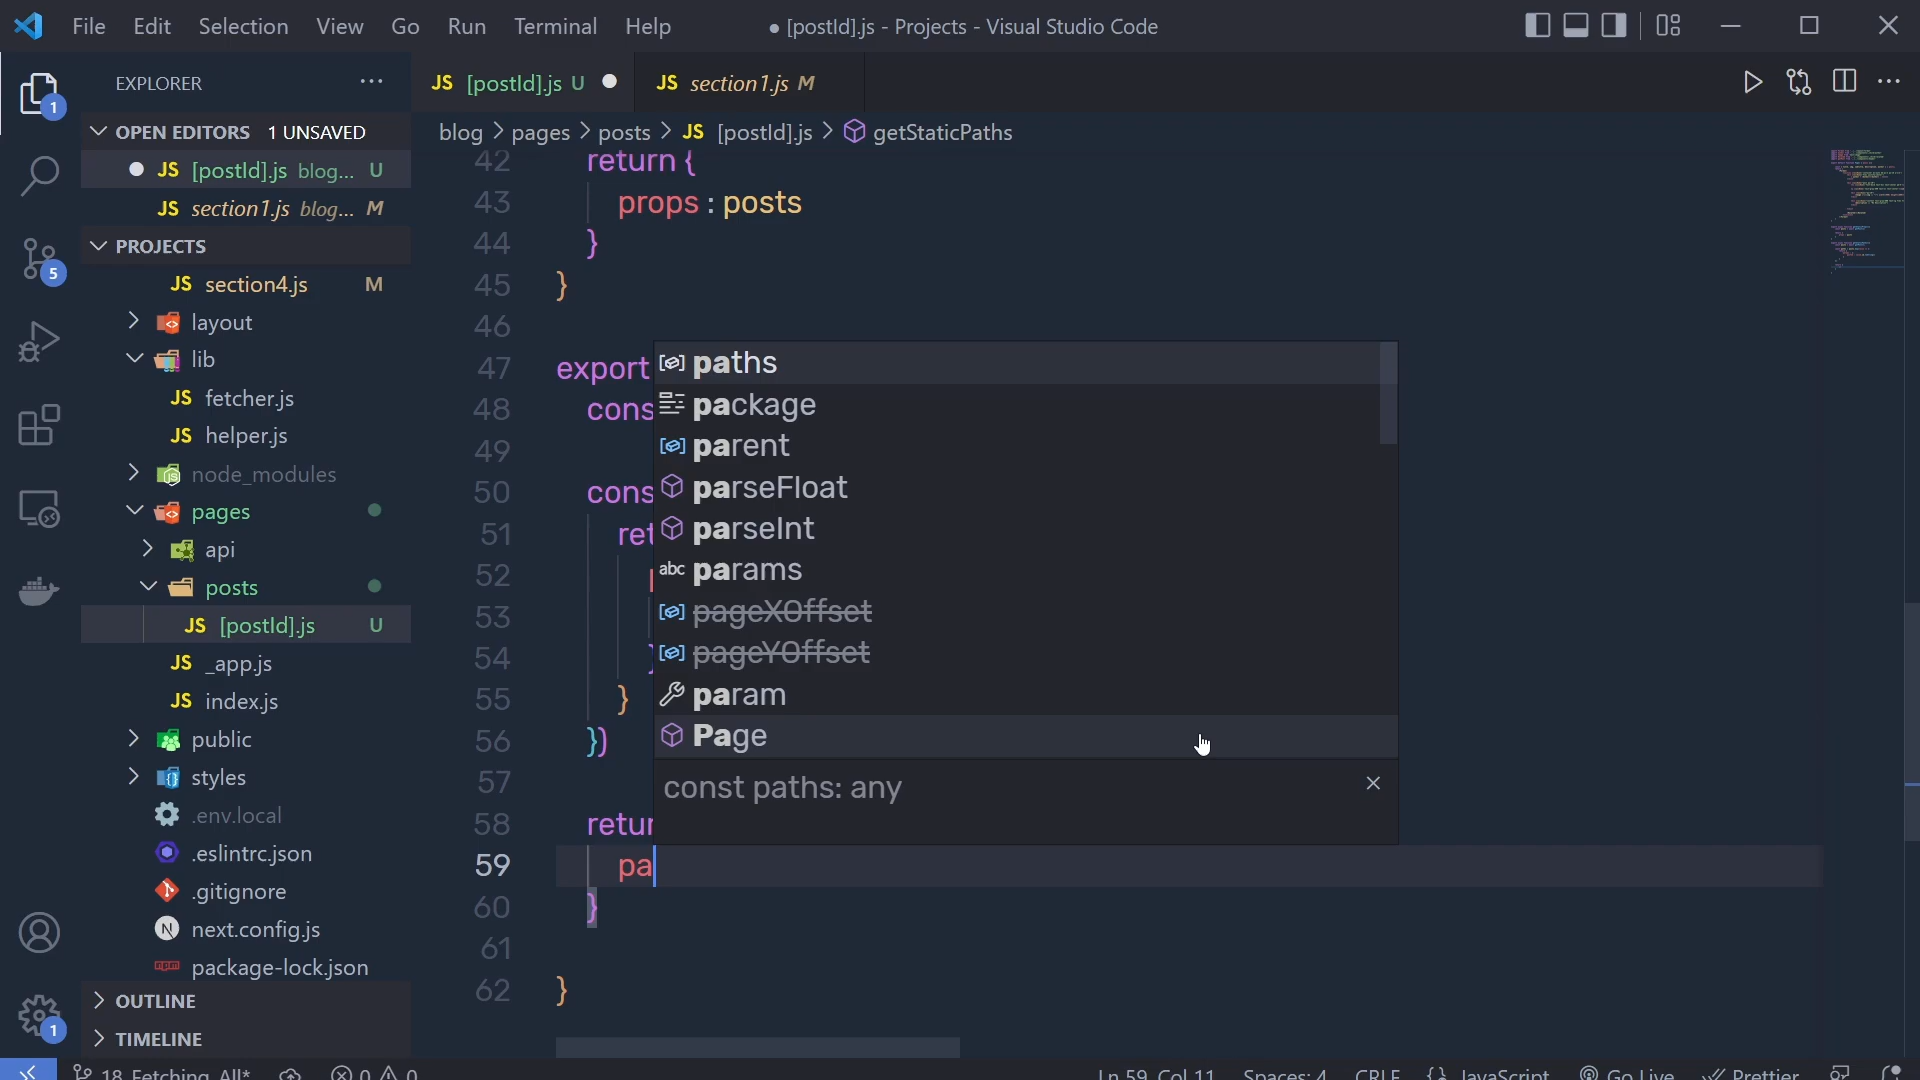 File Edit Selection View Go Run Terminal Help
● [postId].js - Projects - Visual Studio Code
EXPLORER
JS [postId].js U
JS section1.js M
OPEN EDITORS 1 UNSAVED
blog > pages > posts > JS [postId].js > getStaticPaths
JS [postId].js blog... U
JS section1.js blog... M
PROJECTS
JS section4.js M
layout
lib
JS fetcher.js
JS helper.js
node_modules
pages
api
posts
JS [postId].js U
JS _app.js
JS index.js
public
styles
.env.local
.eslintrc.json
.gitignore
N next.config.js
package-lock.json
OUTLINE
TIMELINE
1
5
1
42 return {
43 props : posts
44 }
45 }
46
47 export
48 cons
49
50 cons
51 ret
52
53
54 }
55 }
56 })
57
58 retur
59 pa
60 }
61
62 }
paths
package
parent
parseFloat
parseInt
abc params
pageXOffset
pageYOffset
param
Page
const paths: any
18_Fetching_All* 0 0
Ln 59, Col 11 Spaces: 4 CRLF {} JavaScript Go Live Prettier